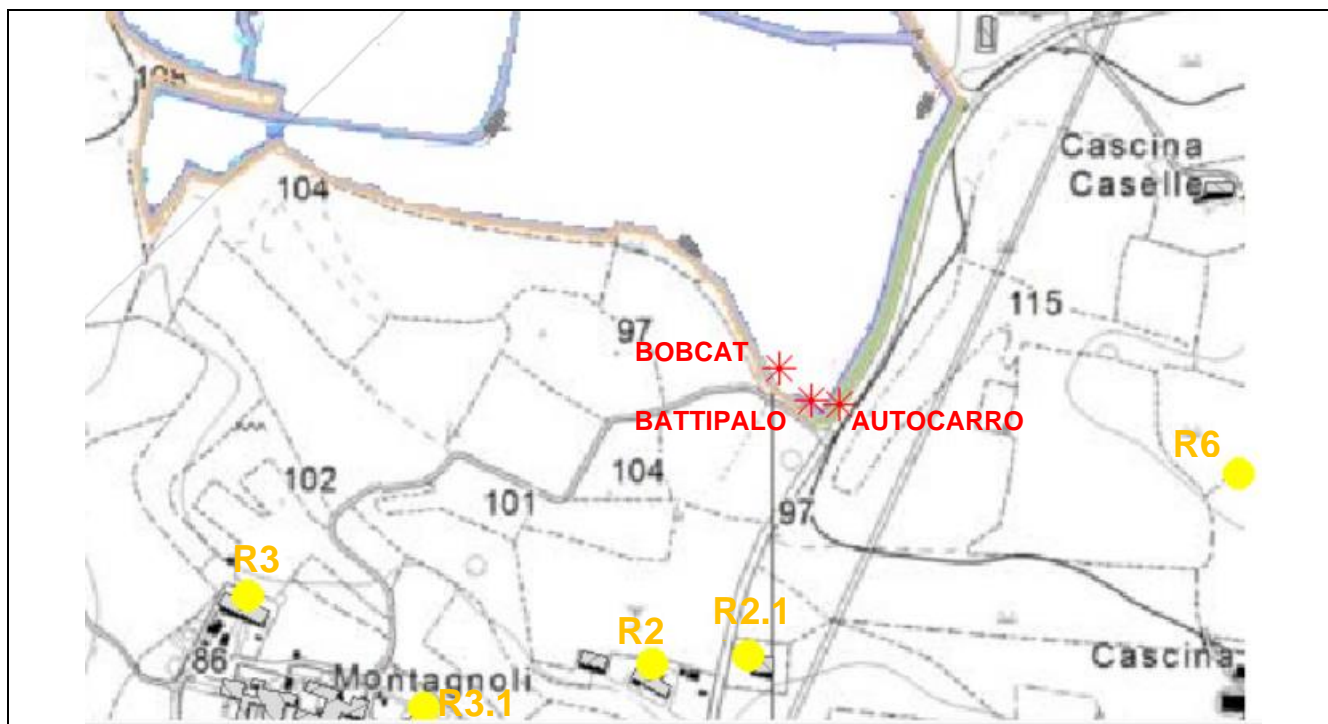 104
Cascina
Caselle
115
97
BOBCAT
BATTIPALO
AUTOCARRO
R6
102
101
104
97
R3
R2
R2.1
86
Montagnoli
R3.1
Cascina